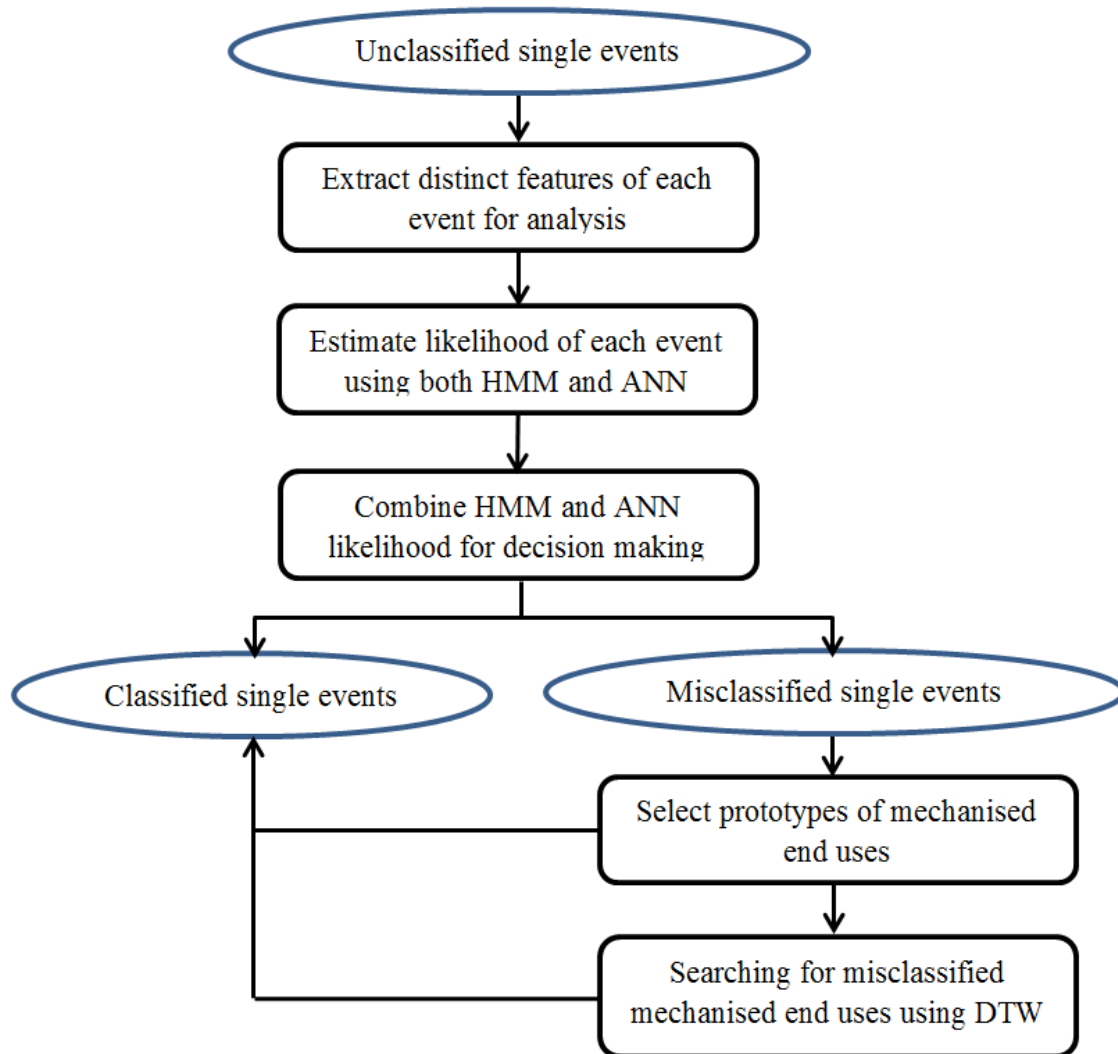 Unclassified single events
Extract distinct features of each
event for analysis
Estimate likelihood of each event
using both HMM and ANN
Combine HMM and ANN
likelihood for decision making
Classified single events
Misclassified single events
Select prototypes of mechanised
end uses
Searching for misclassified
mechanised end uses using DTW